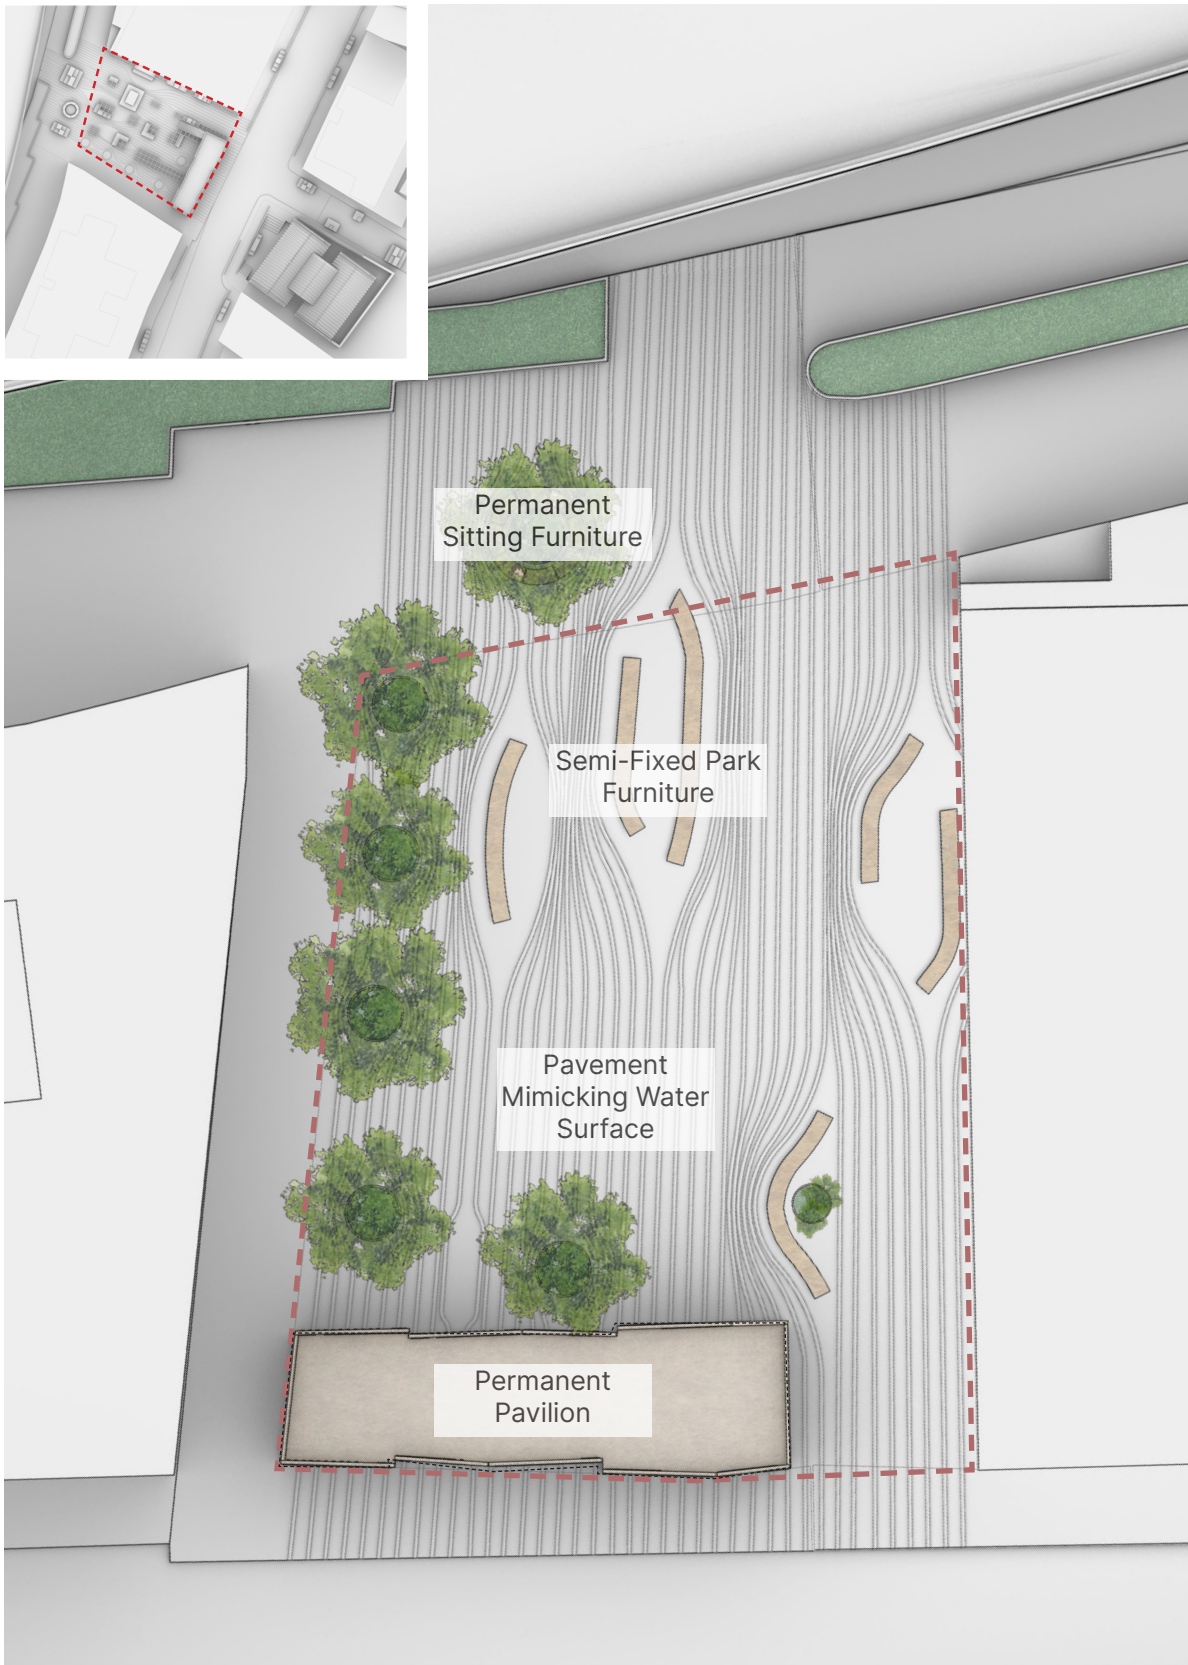 Permanent
Sitting Furniture
Semi-Fixed Park
Furniture
Pavement
Mimicking Water
Surface
Permanent
Pavilion